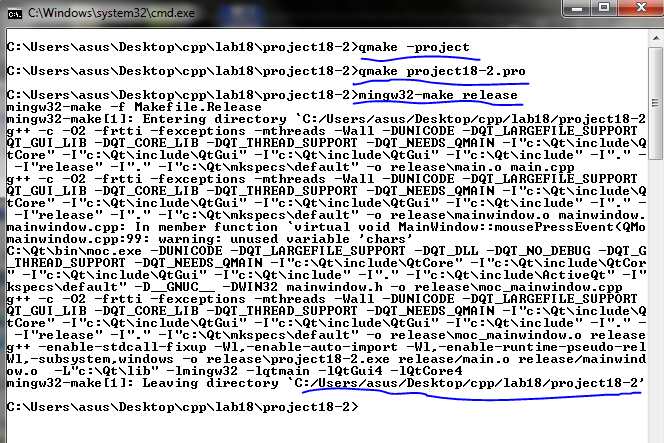 C:\Windows\system32\cmd.exe
C:\Users\asus\Desktop\cpp\lab18\project18-2>qmake -project
C:\Users\asus\Desktop\cpp\lab18\project18-2>qmake project18-2.pro
C:\Users\asus\Desktop\cpp\lab18\project18-2>mingw32-make release
mingw32-make -f Makefile.Release
mingw32-make[1]: Entering directory `C:/Users/asus/Desktop/cpp/lab18/project18-2
g++ -c -O2 -frtti -fexceptions -mthreads -Wall -DUNICODE -DQT_LARGEFILE_SUPPORT
QT_GUI_LIB -DQT_CORE_LIB -DQT_THREAD_SUPPORT -DQT_NEEDS_QMAIN -I"c:\Qt\include\Q
tCore" -I"c:\Qt\include\QtGui" -I"c:\Qt\include\QtGui" -I"c:\Qt\include" -I"." -
 -I"release" -I"." -I"c:\Qt\mkspecs\default" -o release\main.o main.cpp
g++ -c -O2 -frtti -fexceptions -mthreads -Wall -DUNICODE -DQT_LARGEFILE_SUPPORT
QT_GUI_LIB -DQT_CORE_LIB -DQT_THREAD_SUPPORT -DQT_NEEDS_QMAIN -I"c:\Qt\include\Q
tCore" -I"c:\Qt\include\QtGui" -I"c:\Qt\include\QtGui" -I"c:\Qt\include" -I"." -
 -I"release" -I"." -I"c:\Qt\mkspecs\default" -o release\mainwindow.o mainwindow.
mainwindow.cpp: In member function `virtual void MainWindow::mousePressEvent(QMo
mainwindow.cpp:99: warning: unused variable 'chars'
C:\Qt\bin\moc.exe -DUNICODE -DQT_LARGEFILE_SUPPORT -DQT_DLL -DQT_NO_DEBUG -DQT_G
_THREAD_SUPPORT -DQT_NEEDS_QMAIN -I"c:\Qt\include\QtCore" -I"c:\Qt\include\QtCor
-I"c:\Qt\include\QtGui" -I"c:\Qt\include" -I"." -I"c:\Qt\include\ActiveQt" -I"
kspecs\default" -D__GNUC__ -DWIN32 mainwindow.h -o release\moc_mainwindow.cpp
g++ -c -O2 -frtti -fexceptions -mthreads -Wall -DUNICODE -DQT_LARGEFILE_SUPPORT
QT_GUI_LIB -DQT_CORE_LIB -DQT_THREAD_SUPPORT -DQT_NEEDS_QMAIN -I"c:\Qt\include\Q
tCore" -I"c:\Qt\include\QtGui" -I"c:\Qt\include\QtGui" -I"c:\Qt\include" -I"." -
 -I"release" -I"." -I"c:\Qt\mkspecs\default" -o release\moc_mainwindow.o release
g++ -enable-stdcall-fixup -Wl,-enable-auto-import -Wl,-enable-runtime-pseudo-rel
Wl,-subsystem,windows -o release\project18-2.exe release/main.o release/mainwind
ow.o -L"c:\Qt\lib" -lmingw32 -lqtmain -lQtGui4 -lQtCore4
mingw32-make[1]: Leaving directory `C:/Users/asus/Desktop/cpp/lab18/project18-2'
C:\Users\asus\Desktop\cpp\lab18\project18-2>